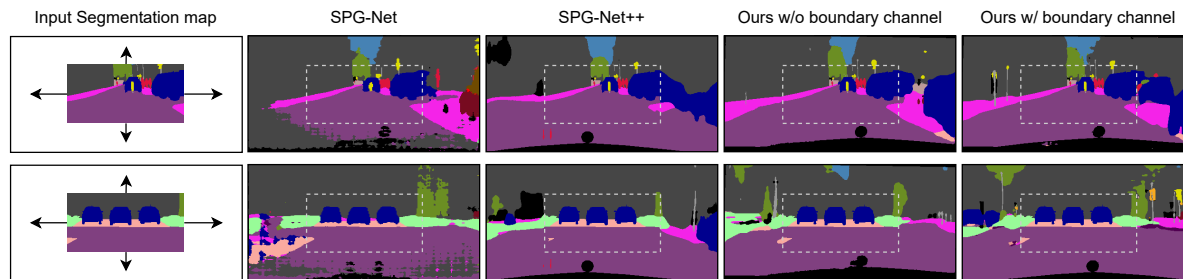 Input Segmentation map
SPG-Net
SPG-Net++
Ours w/o boundary channel
Ours w/ boundary channel